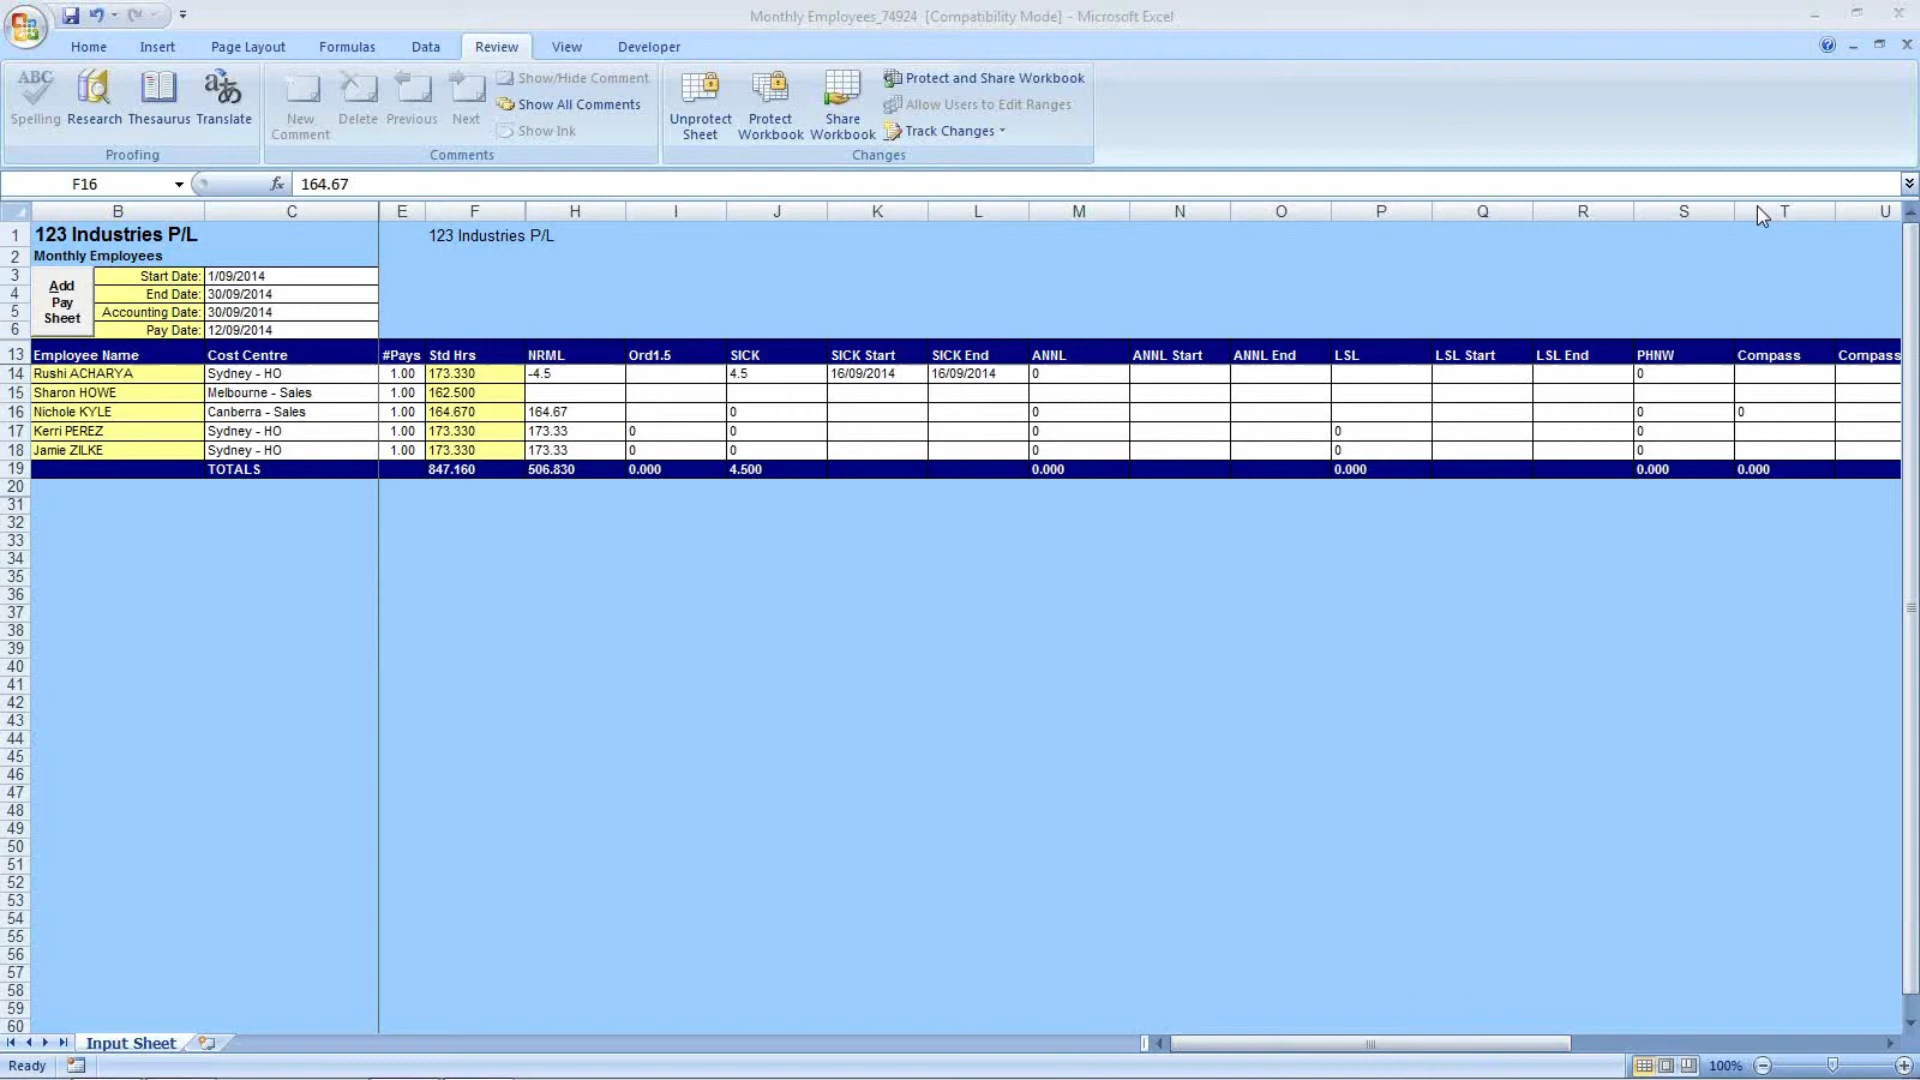 Monthly Employees_74924 [Compatibility Mode] - Microsoft Excel
Home Insert Page Layout Formulas Data Review View Developer
ABC
Spelling Research Thesaurus Translate
Proofing
New Comment Delete Previous Next
Show/Hide Comment
Show All Comments
Show Ink
Comments
Unprotect Sheet Protect Workbook Share Workbook
Protect and Share Workbook
Allow Users to Edit Ranges
Track Changes
Changes
F16 fx 164.67
B C E F H I J K L M N O P Q R S T U
1 123 Industries P/L 123 Industries P/L
2 Monthly Employees
Add Pay Sheet
3 Start Date: 1/09/2014
4 End Date: 30/09/2014
5 Accounting Date: 30/09/2014
6 Pay Date: 12/09/2014
13 Employee Name Cost Centre #Pays Std Hrs NRML Ord1.5 SICK SICK Start SICK End ANNL ANNL Start ANNL End LSL LSL Start LSL End PHNW Compass Compass
14 Rushi ACHARYA Sydney - HO 1.00 173.330 -4.5 4.5 16/09/2014 16/09/2014 0 0
15 Sharon HOWE Melbourne - Sales 1.00 162.500
16 Nichole KYLE Canberra - Sales 1.00 164.670 164.67 0 0 0 0
17 Kerri PEREZ Sydney - HO 1.00 173.330 173.33 0 0 0 0 0
18 Jamie ZILKE Sydney - HO 1.00 173.330 173.33 0 0 0 0 0
19 TOTALS 847.160 506.830 0.000 4.500 0.000 0.000 0.000 0.000
20
31
32
33
34
35
36
37
38
39
40
41
42
43
44
45
46
47
48
49
50
51
52
53
54
55
56
57
58
59
60
Input Sheet
Ready 100%